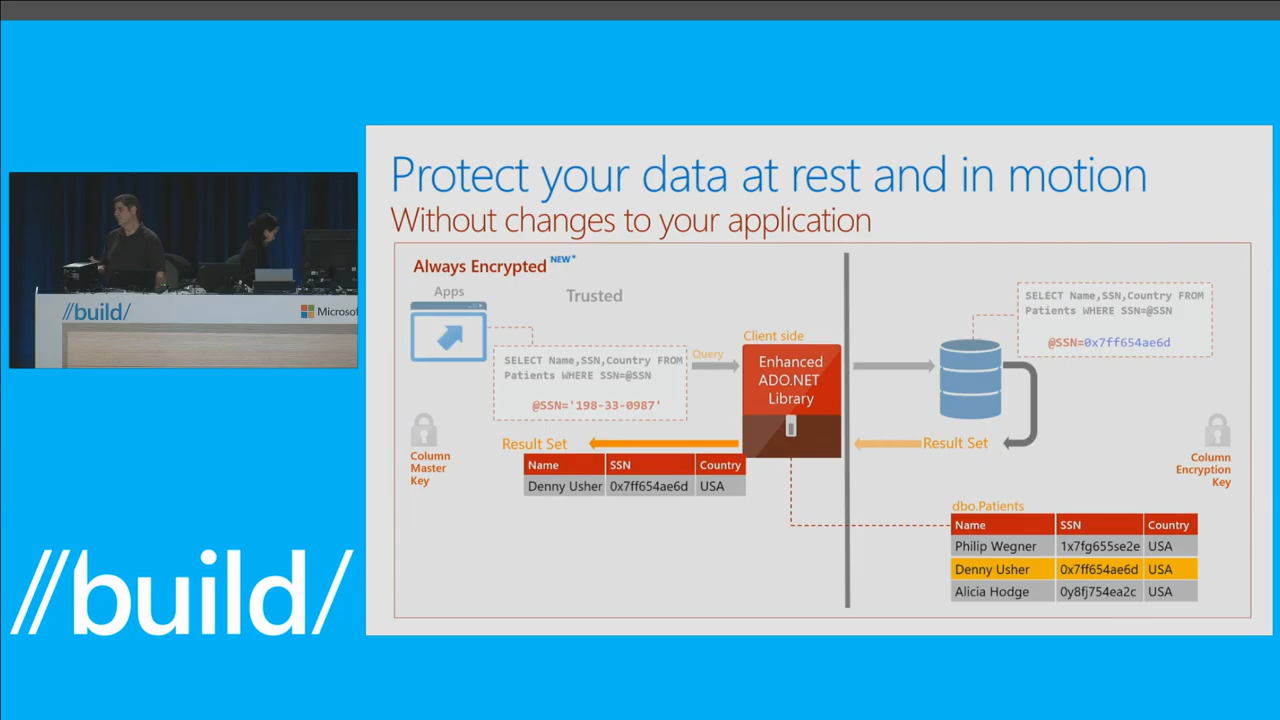 Protect your data at rest and in motion
Without changes to your application
Always Encrypted NEW*
Apps
Trusted
SELECT Name,SSN,Country FROM
Patients WHERE SSN=@SSN
@SSN='198-33-0987'
Query
Client side
Enhanced
ADO.NET
Library
SELECT Name,SSN,Country FROM
Patients WHERE SSN=@SSN
@SSN=0x7ff654ae6d
Result Set
Result Set
Column
Master
Key
Column
Encryption
Key
Name SSN Country
Denny Usher 0x7ff654ae6d USA
dbo.Patients
Name SSN Country
Philip Wegner 1x7fg655se2e USA
Denny Usher 0x7ff654ae6d USA
Alicia Hodge 0y8fj754ea2c USA
//build/
Microsof
//build/